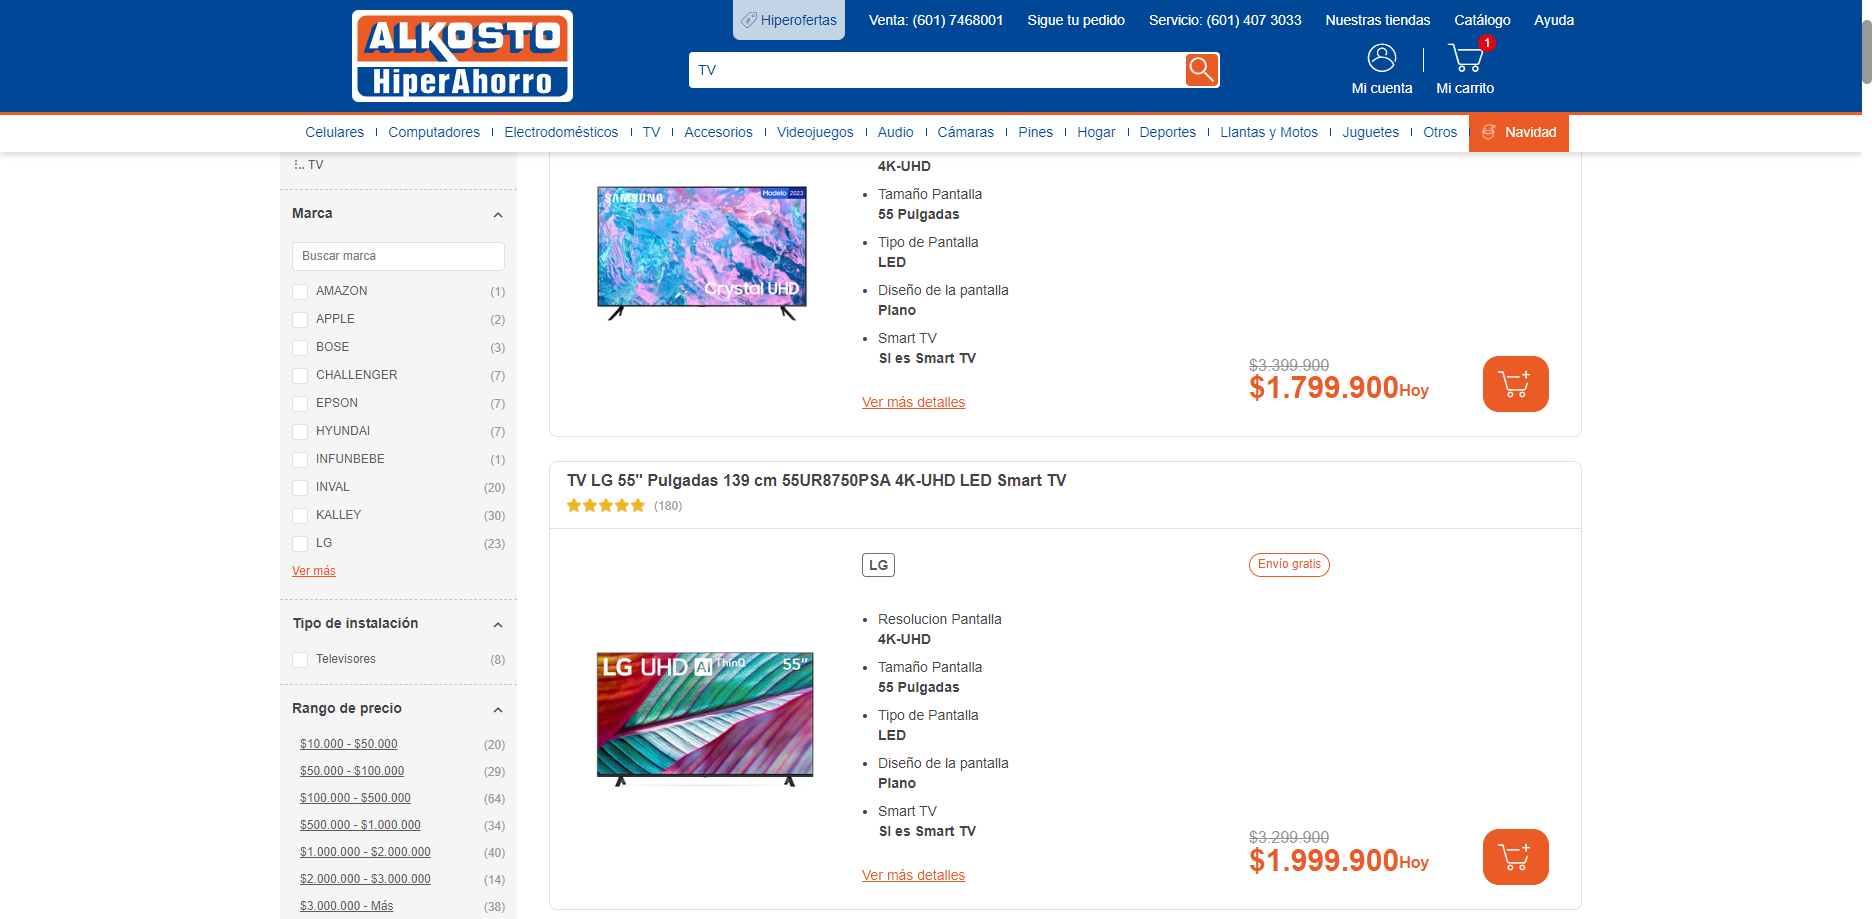 ALKOSTO
HiperAhorro
Hiperofertas
Venta: (601) 7468001
Sigue tu pedido
Servicio: (601) 407 3033
Nuestras tiendas
Catálogo
Ayuda
TV
Mi cuenta
1
Mi carrito
Celulares
Computadores
Electrodomésticos
TV
Accesorios
Videojuegos
Audio
Cámaras
Pines
Hogar
Deportes
Llantas y Motos
Juguetes
Otros
Navidad
TV
Marca
Buscar marca
AMAZON (1)
APPLE (2)
BOSE (3)
CHALLENGER (7)
EPSON (7)
HYUNDAI (7)
INFUNBEBE (1)
INVAL (20)
KALLEY (30)
LG (23)
Ver más
Tipo de instalación
Televisores (8)
Rango de precio
$10.000 - $50.000 (20)
$50.000 - $100.000 (29)
$100.000 - $500.000 (64)
$500.000 - $1.000.000 (34)
$1.000.000 - $2.000.000 (40)
$2.000.000 - $3.000.000 (14)
$3.000.000 - Más (38)
SAMSUNG
Modelo 2023
Crystal UHD
4K-UHD
Tamaño Pantalla
55 Pulgadas
Tipo de Pantalla
LED
Diseño de la pantalla
Plano
Smart TV
Si es Smart TV
Ver más detalles
$3.399.900
$1.799.900 Hoy
TV LG 55" Pulgadas 139 cm 55UR8750PSA 4K-UHD LED Smart TV
(180)
LG UHD AI ThinQ 55"
LG
Envío gratis
Resolucion Pantalla
4K-UHD
Tamaño Pantalla
55 Pulgadas
Tipo de Pantalla
LED
Diseño de la pantalla
Plano
Smart TV
Si es Smart TV
Ver más detalles
$3.299.900
$1.999.900 Hoy